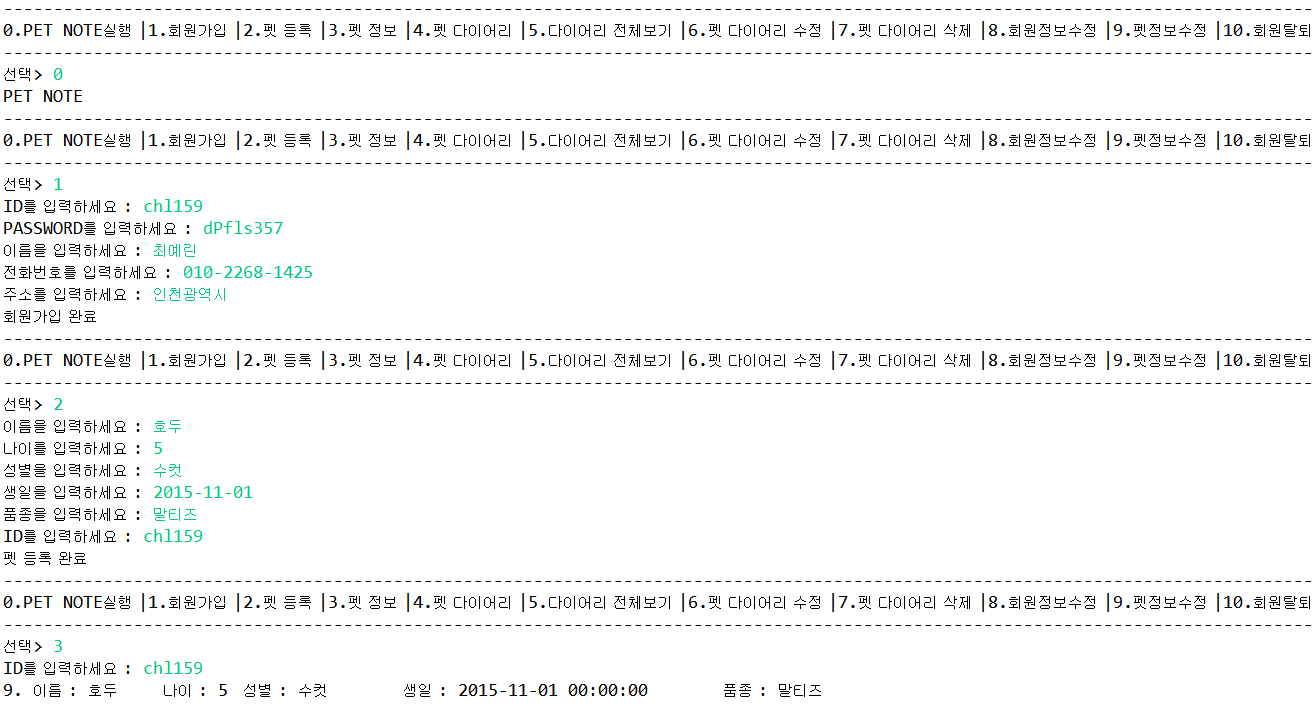 --------------------------------------------------------------------------------
0.PET NOTE실행 |1.회원가입 |2.펫 등록 |3.펫 정보 |4.펫 다이어리 |5.다이어리 전체보기 |6.펫 다이어리 수정 |7.펫 다이어리 삭제 |8.회원정보수정 |9.펫정보수정 |10.회원탈퇴
--------------------------------------------------------------------------------
선택> 0
PET NOTE
--------------------------------------------------------------------------------
0.PET NOTE실행 |1.회원가입 |2.펫 등록 |3.펫 정보 |4.펫 다이어리 |5.다이어리 전체보기 |6.펫 다이어리 수정 |7.펫 다이어리 삭제 |8.회원정보수정 |9.펫정보수정 |10.회원탈퇴
--------------------------------------------------------------------------------
선택> 1
ID를 입력하세요 : chl159
PASSWORD를 입력하세요 : dPfls357
이름을 입력하세요 : 최예린
전화번호를 입력하세요 : 010-2268-1425
주소를 입력하세요 : 인천광역시
회원가입 완료
--------------------------------------------------------------------------------
0.PET NOTE실행 |1.회원가입 |2.펫 등록 |3.펫 정보 |4.펫 다이어리 |5.다이어리 전체보기 |6.펫 다이어리 수정 |7.펫 다이어리 삭제 |8.회원정보수정 |9.펫정보수정 |10.회원탈퇴
--------------------------------------------------------------------------------
선택> 2
이름을 입력하세요 : 호두
나이를 입력하세요 : 5
성별을 입력하세요 : 수컷
생일을 입력하세요 : 2015-11-01
품종을 입력하세요 : 말티즈
ID를 입력하세요 : chl159
펫 등록 완료
--------------------------------------------------------------------------------
0.PET NOTE실행 |1.회원가입 |2.펫 등록 |3.펫 정보 |4.펫 다이어리 |5.다이어리 전체보기 |6.펫 다이어리 수정 |7.펫 다이어리 삭제 |8.회원정보수정 |9.펫정보수정 |10.회원탈퇴
--------------------------------------------------------------------------------
선택> 3
ID를 입력하세요 : chl159
9. 이름 : 호두 나이 : 5 성별 : 수컷 생일 : 2015-11-01 00:00:00 품종 : 말티즈